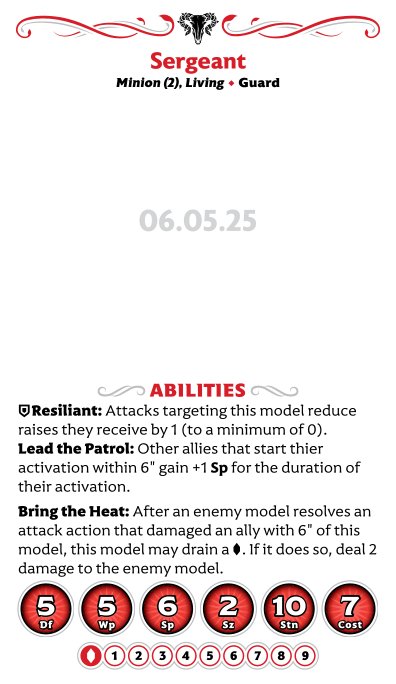 Sergeant
Minion (2), Living ♦ Guard
06.05.25
ABILITIES
Resiliant: Attacks targeting this model reduce
raises they receive by 1 (to a minimum of 0).
Lead the Patrol: Other allies that start thier
activation within 6" gain +1 Sp for the duration of
their activation.
Bring the Heat: After an enemy model resolves an
attack action that damaged an ally with 6" of this
model, this model may drain a . If it does so, deal 2
damage to the enemy model.
5 5 6 2 10 7
Df Wp Sp Sz Stn Cost
1 2 3 4 5 6 7 8 9